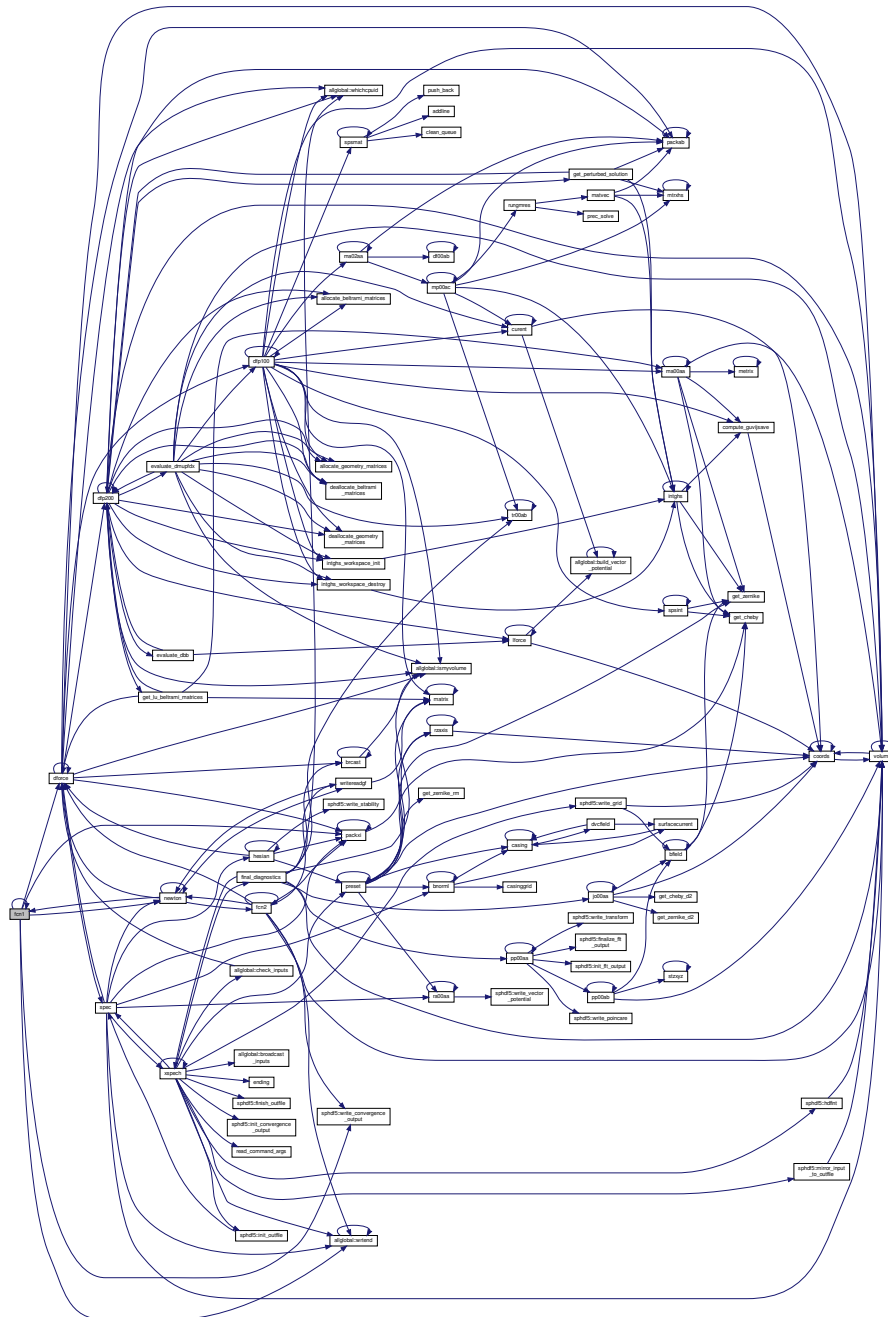 allglobal::whichcpuid
push_back
addline
clean_queue
spsmat
packab
get_perturbed_solution
matvec
mtrxhs
rungmres
prec_solve
ma02aa
df00ab
mp00ac
allocate_beltrami_matrices
curent
dfp100
ma00aa
metrix
compute_guvijsave
evaluate_dmupfdx
allocate_geometry_matrices
deallocate_beltrami
_matrices
dfp200
intghs
tr00ab
deallocate_geometry
_matrices
intghs_workspace_init
allglobal::build_vector
_potential
intghs_workspace_destroy
get_zernike
spsint
get_cheby
lforce
evaluate_dbb
allglobal::ismyvolume
get_lu_beltrami_matrices
matrix
rzaxis
coords
volume
brcast
dforce
writereadgf
get_zernike_rm
sphdf5::write_stability
sphdf5::write_grid
packxi
dvcfield
surfacecurrent
casing
hesian
bfield
final_diagnostics
preset
bnorml
casinggrid
newton
jo00aa
get_cheby_d2
fcn2
fcn1
get_zernike_d2
sphdf5::write_transform
sphdf5::finalize_flt
_output
pp00aa
sphdf5::init_flt_output
allglobal::check_inputs
stzxyz
ra00aa
sphdf5::write_vector
_potential
pp00ab
spec
sphdf5::write_poincare
allglobal::broadcast
_inputs
xspech
ending
sphdf5::finish_outfile
sphdf5::hdfint
sphdf5::write_convergence
_output
sphdf5::init_convergence
_output
read_command_args
sphdf5::mirror_input
_to_outfile
sphdf5::init_outfile
allglobal::wrtend